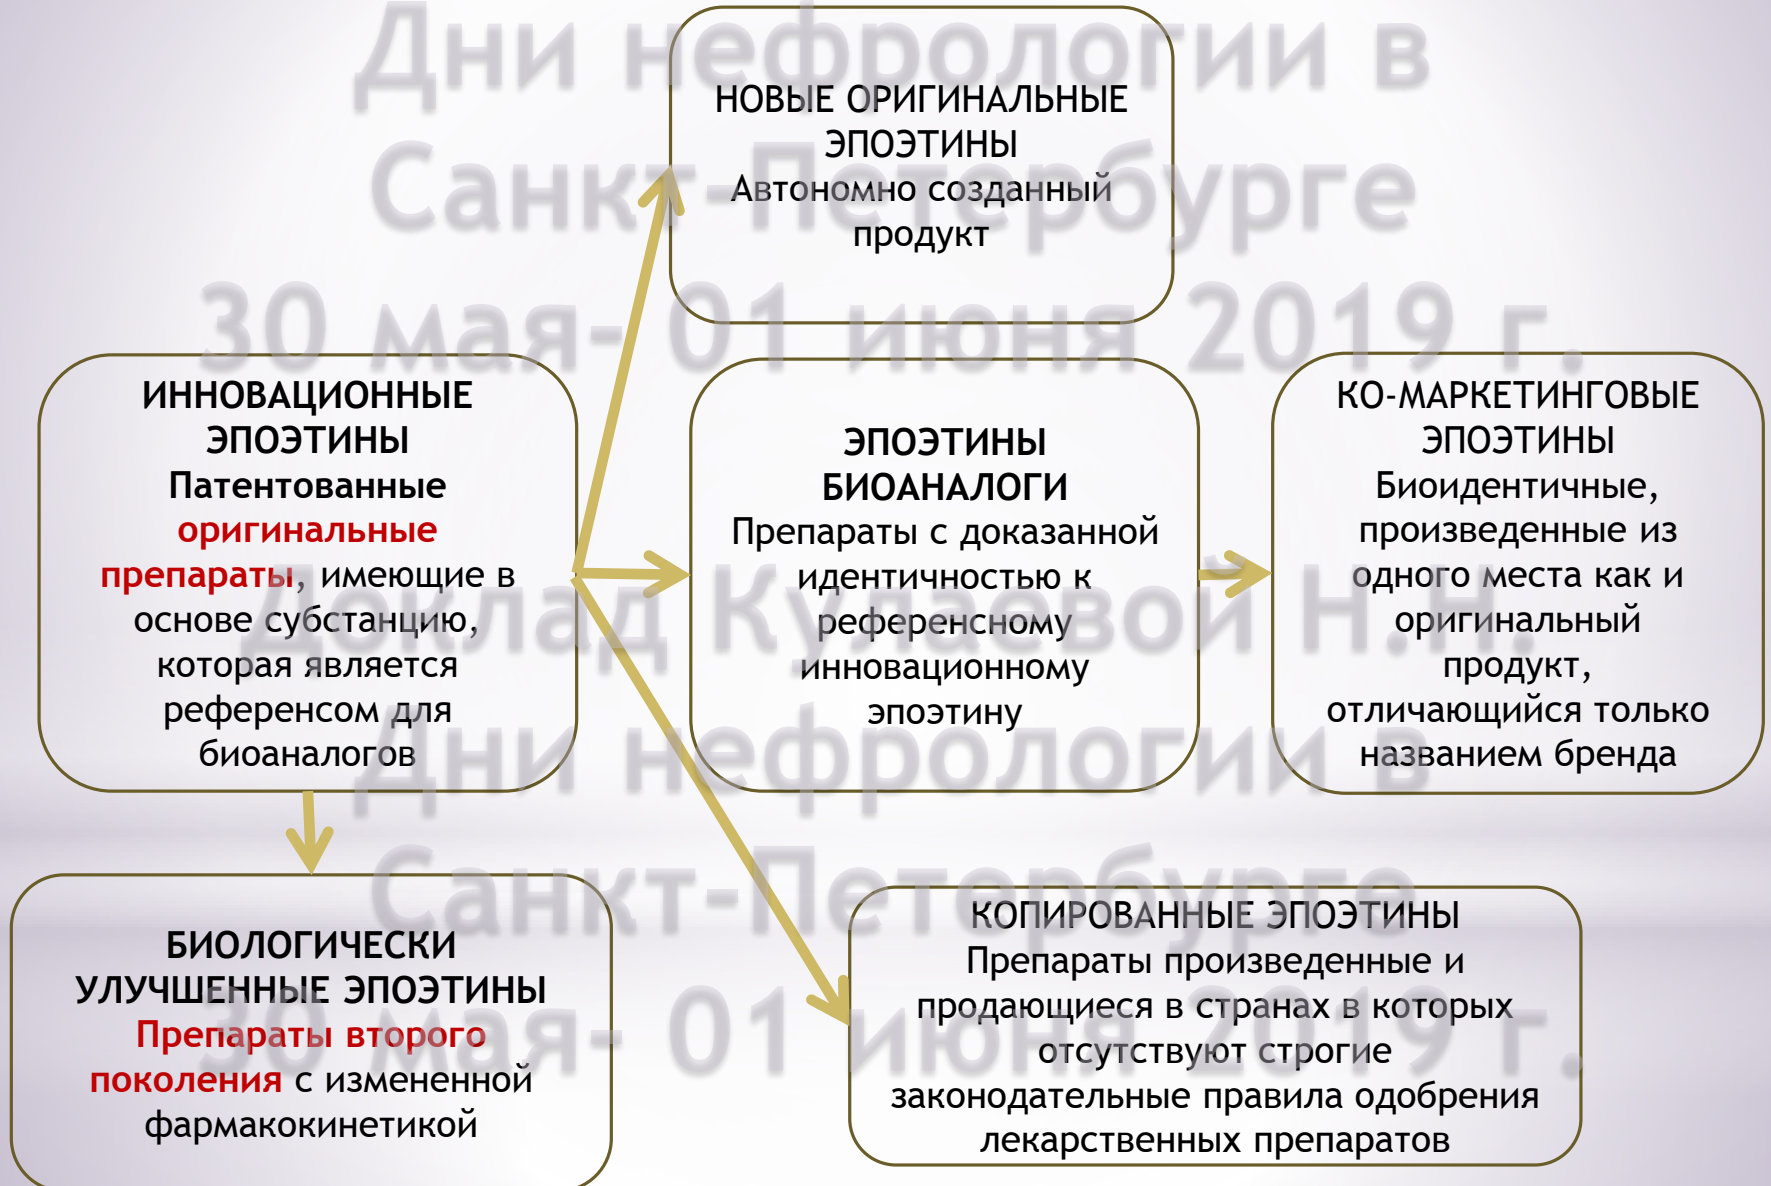 Дни нефрологии в
Санкт-Петербурге
30 мая- 01 июня 2019 г.
НОВЫЕ ОРИГИНАЛЬНЫЕ
ЭПОЭТИНЫ
Автономно созданный
продукт
ИННОВАЦИОННЫЕ
ЭПОЭТИНЫ
Патентованные
оригинальные
препараты, имеющие в
основе субстанцию,
которая является
референсом для
биоаналогов
ЭПОЭТИНЫ
БИОАНАЛОГИ
Препараты с доказанной
идентичностью к
референсному
инновационному
эпоэтину
КО-МАРКЕТИНГОВЫЕ
ЭПОЭТИНЫ
Биоидентичные,
произведенные из
одного места как и
оригинальный
продукт,
отличающийся только
названием бренда
Доклад Кулаевой Н.Н.
Дни нефрологии в
Санкт-Петербурге
30 мая- 01 июня 2019 г.
БИОЛОГИЧЕСКИ
УЛУЧШЕННЫЕ ЭПОЭТИНЫ
Препараты второго
поколения с измененной
фармакокинетикой
КОПИРОВАННЫЕ ЭПОЭТИНЫ
Препараты произведенные и
продающиеся в странах в которых
отсутствуют строгие
законодательные правила одобрения
лекарственных препаратов